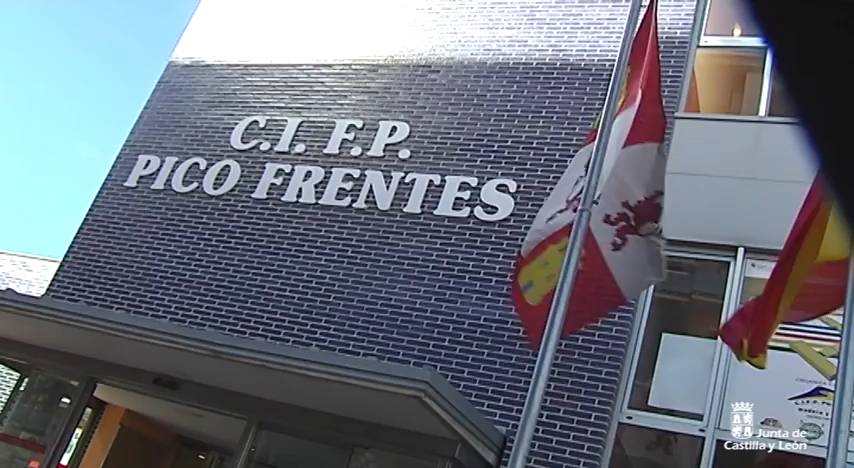 C.I. F.P.
PICO FRENTES
Junta de
Castilla y León